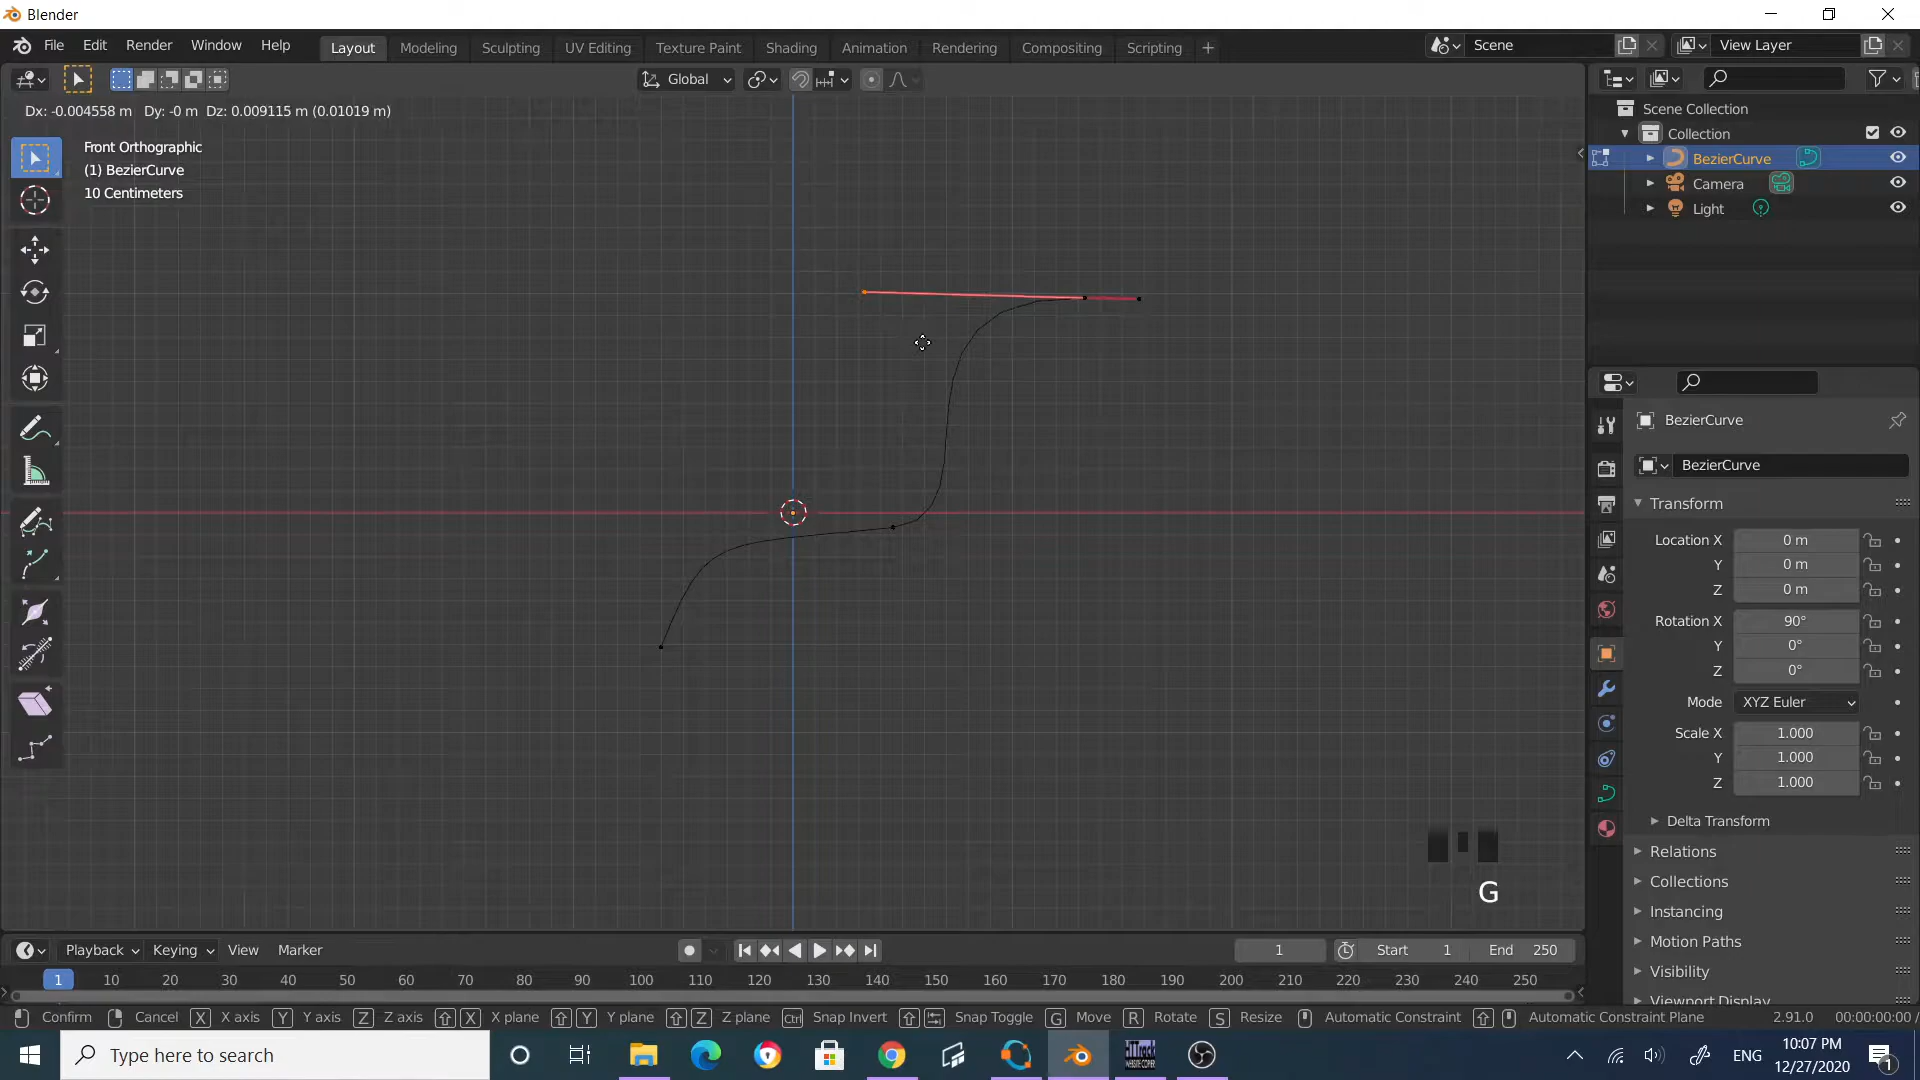 Blender
File Edit Render Window Help Layout Modeling Sculpting UV Editing Texture Paint Shading Animation Rendering Compositing Scripting + Scene View Layer
Global
Dx: -0.004558 m Dy: -0 m Dz: 0.009115 m (0.01019 m)
Front Orthographic
(1) BezierCurve
10 Centimeters
Scene Collection
Collection
BezierCurve
Camera
Light
BezierCurve
BezierCurve
Transform
Location X 0 m
Y 0 m
Z 0 m
Rotation X 90°
Y 0°
Z 0°
Mode XYZ Euler
Scale X 1.000
Y 1.000
Z 1.000
Delta Transform
Relations
Collections
Instancing
Motion Paths
Visibility
Viewport Display
G
Playback Keying View Marker 1 Start 1 End 250
1 10 20 30 40 50 60 70 80 90 100 110 120 130 140 150 160 170 180 190 200 210 220 230 240 250
Confirm Cancel X X axis Y Y axis Z Z axis X X plane Y Y plane Z Z plane Ctrl Snap Invert Snap Toggle G Move R Rotate S Resize Automatic Constraint Automatic Constraint Plane 2.91.0 00:00:00:00 /
Type here to search
HTTrack
WEBSITE COPIER
ENG
10:07 PM
12/27/2020
1